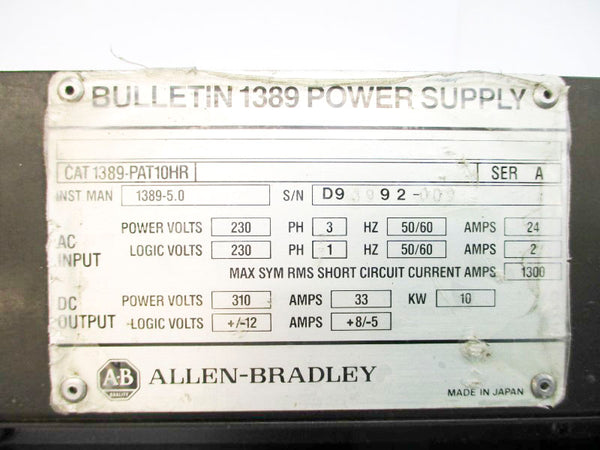 BULLETIN 1389 POWER SUPPLY
CAT 1389-PAT10HR SER A
INST MAN 1389-5.0 S/N
AC INPUT
POWER VOLTS 230 PH 3 HZ 50/60 AMPS 24
LOGIC VOLTS 230 PH 1 HZ 50/60 AMPS 2
MAX SYM RMS SHORT CIRCUIT CURRENT AMPS 1300
DC OUTPUT
POWER VOLTS 310 AMPS 33 KW 10
LOGIC VOLTS +/-12 AMPS +8/-5
A-B QUALITY ALLEN-BRADLEY
MADE IN JAPAN